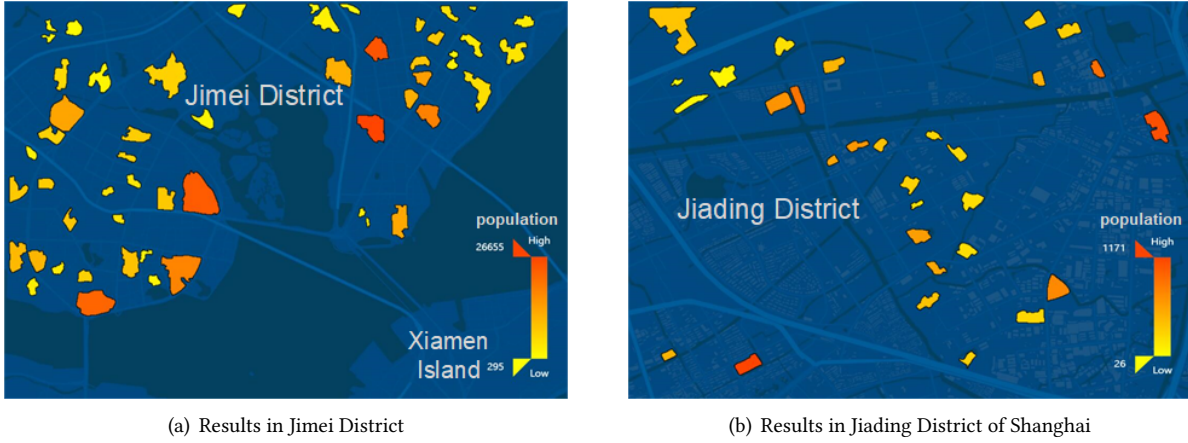 Jimei District
population
26655
High
Xiamen
Island
295
Low
(a) Results in Jimei District
Jiading District
population
1171
High
26
Low
(b) Results in Jiading District of Shanghai